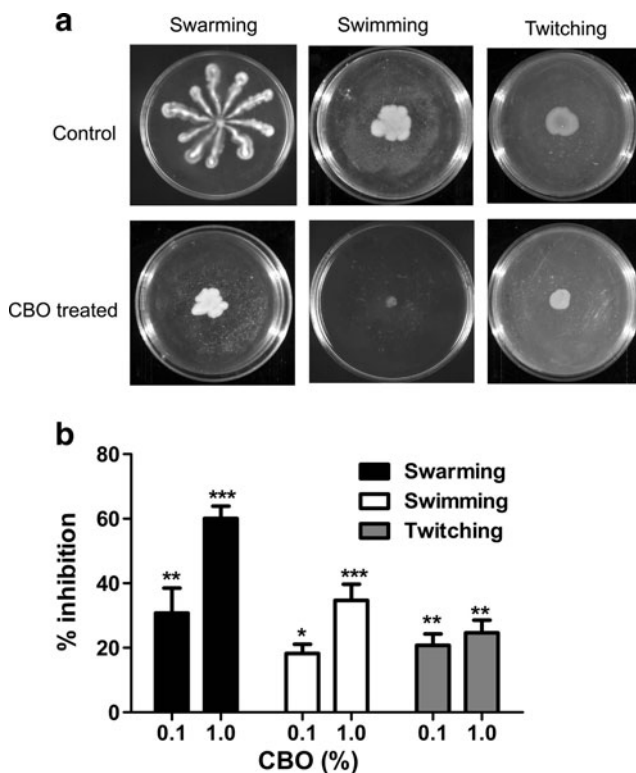 a
Swarming Swimming Twitching
Control
CBO treated
b
% inhibition
80
60
40
20
0
Swarming
Swimming
Twitching
** *** * *** ** **
0.1 1.0 0.1 1.0 0.1 1.0
CBO (%)